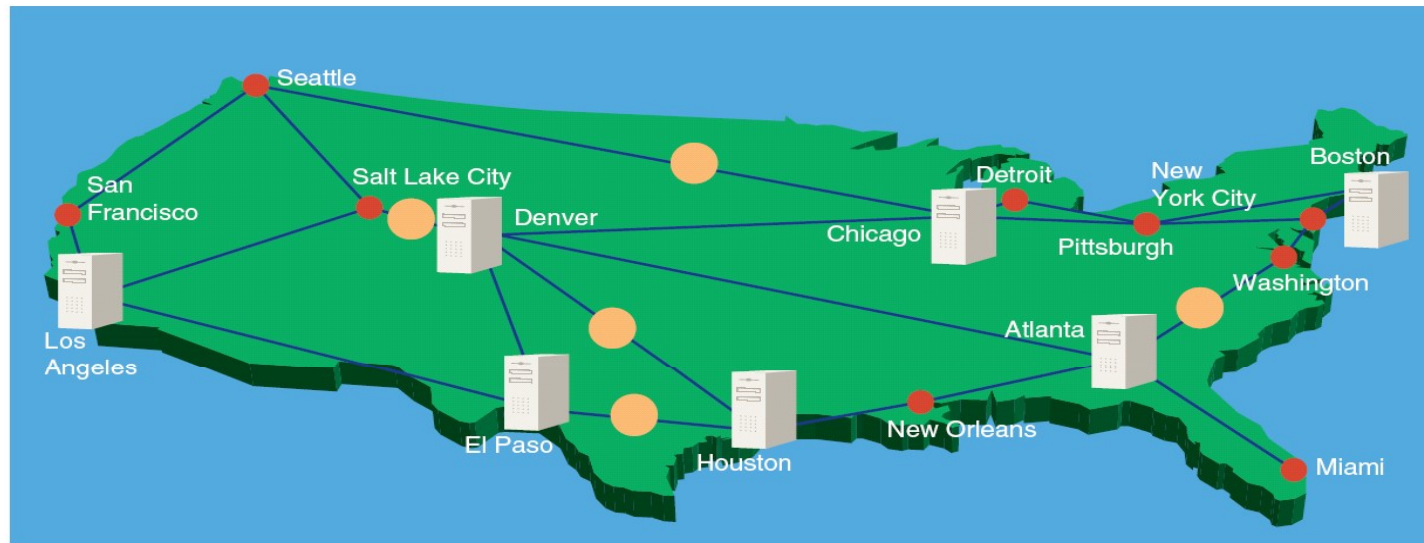 Seattle
San
Francisco
Salt Lake City
Denver
Los
Angeles
El Paso
Houston
New Orleans
Chicago
Detroit
Pittsburgh
New
York City
Boston
Washington
Atlanta
Miami